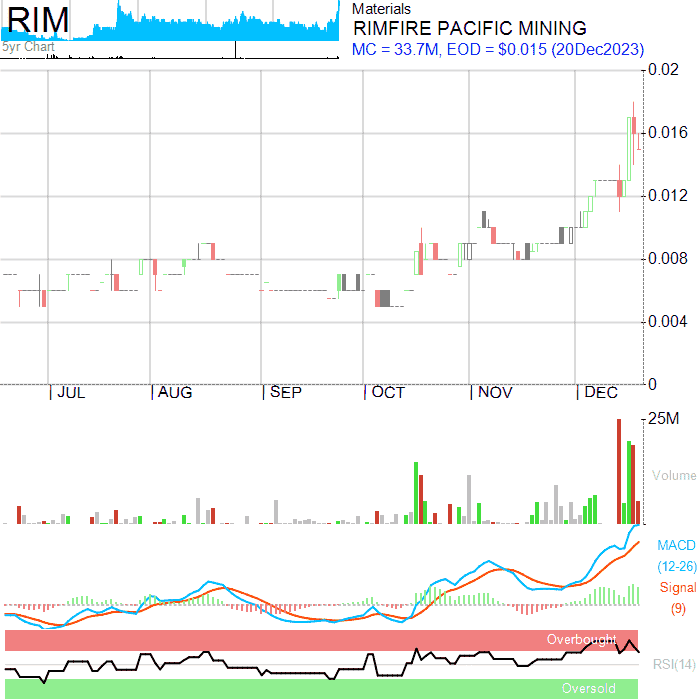 RIM
5yr Chart
Materials
RIMFIRE PACIFIC MINING
MC = 33.7M, EOD = $0.015 (20Dec2023)
0.02
0.016
0.012
0.008
0.004
0
JUL AUG SEP OCT NOV DEC
25M
Volume
MACD
(12-26)
Signal
(9)
Overbought
RSI(14)
Oversold